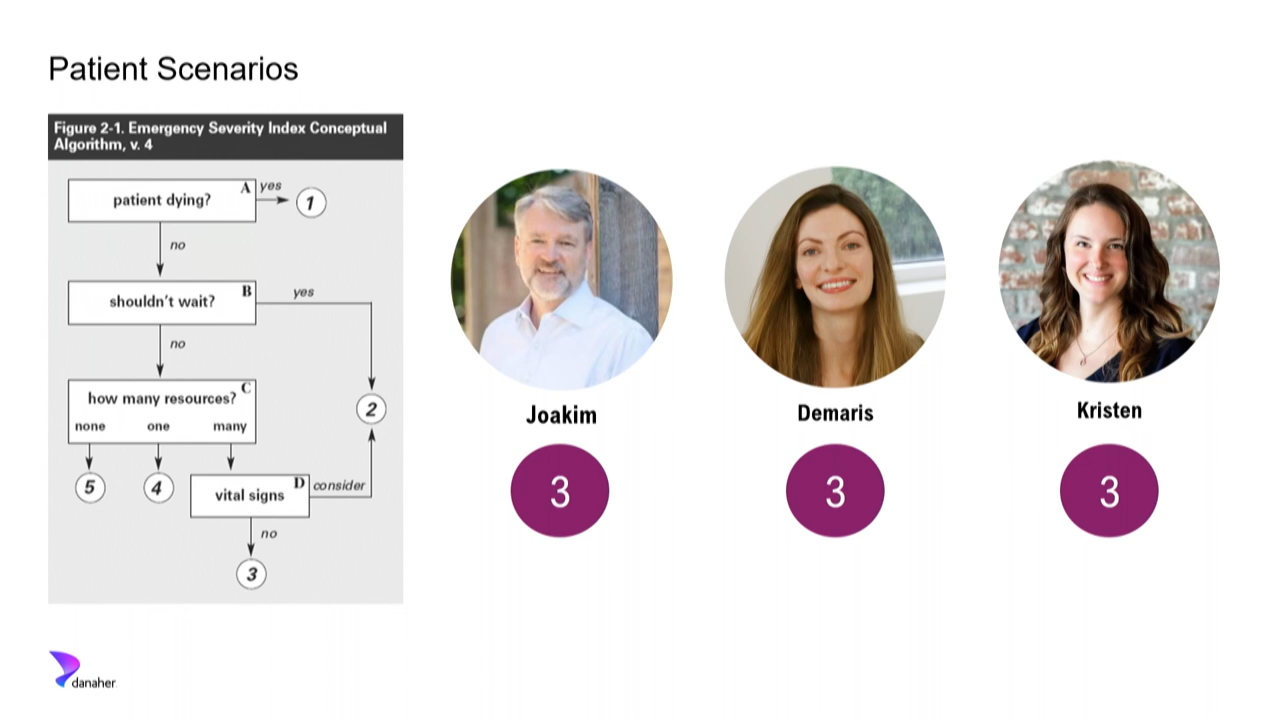 Patient Scenarios
Figure 2-1. Emergency Severity Index Conceptual
Algorithm, v. 4
patient dying?
A
yes
1
no
shouldn't wait?
B
yes
no
how many resources?
C
none one many
2
5
4
vital signs
D
consider
no
3
Joakim
3
Demaris
3
Kristen
3
danaher.